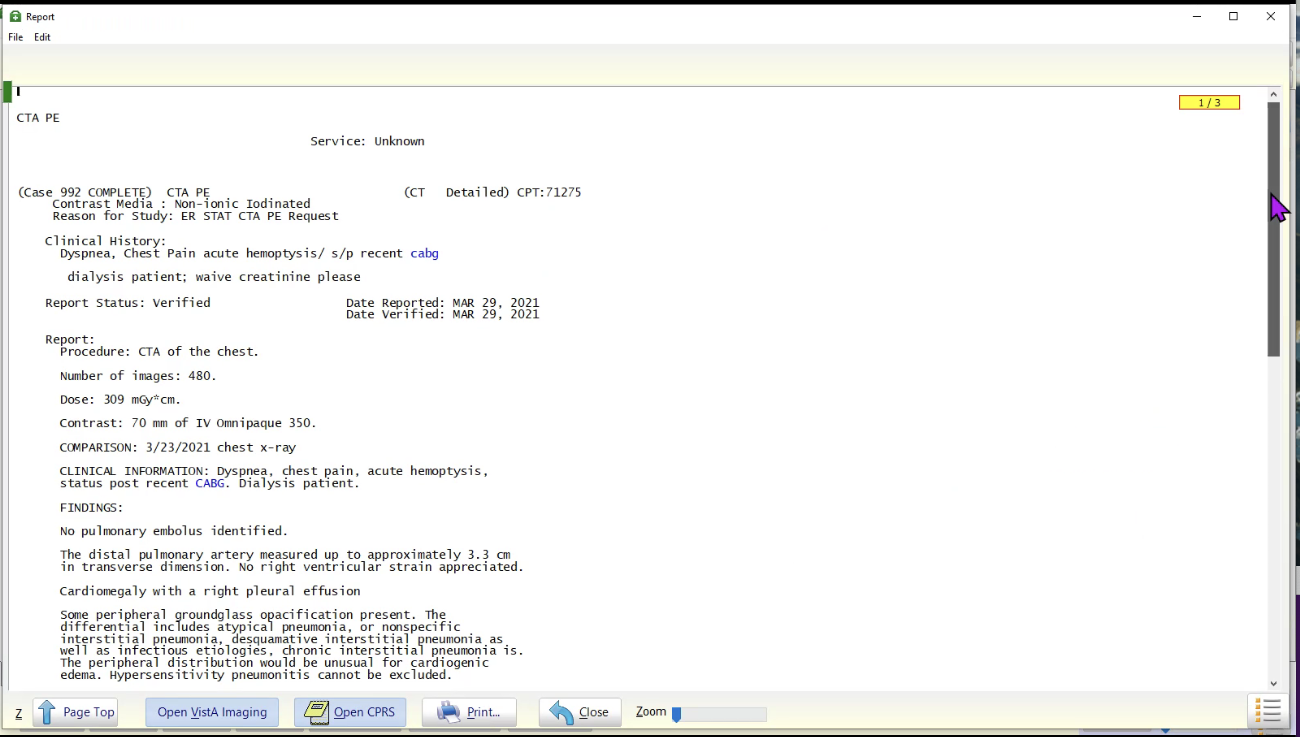 Report
File Edit
1 / 3
CTA PE
Service: Unknown
(Case 992 COMPLETE) CTA PE (CT Detailed) CPT:71275
Contrast Media : Non-ionic Iodinated
Reason for Study: ER STAT CTA PE Request
Clinical History:
Dyspnea, Chest Pain acute hemoptysis/ s/p recent cabg
dialysis patient; waive creatinine please
Report Status: Verified Date Reported: MAR 29, 2021
Date Verified: MAR 29, 2021
Report:
Procedure: CTA of the chest.
Number of images: 480.
Dose: 309 mGy*cm.
Contrast: 70 mm of IV Omnipaque 350.
COMPARISON: 3/23/2021 chest x-ray
CLINICAL INFORMATION: Dyspnea, chest pain, acute hemoptysis,
status post recent CABG. Dialysis patient.
FINDINGS:
No pulmonary embolus identified.
The distal pulmonary artery measured up to approximately 3.3 cm
in transverse dimension. No right ventricular strain appreciated.
Cardiomegaly with a right pleural effusion
Some peripheral groundglass opacification present. The
differential includes atypical pneumonia, or nonspecific
interstitial pneumonia, desquamative interstitial pneumonia as
well as infectious etiologies, chronic interstitial pneumonia is.
The peripheral distribution would be unusual for cardiogenic
edema. Hypersensitivity pneumonitis cannot be excluded.
Z Page Top Open VistA Imaging Open CPRS Print... Close Zoom